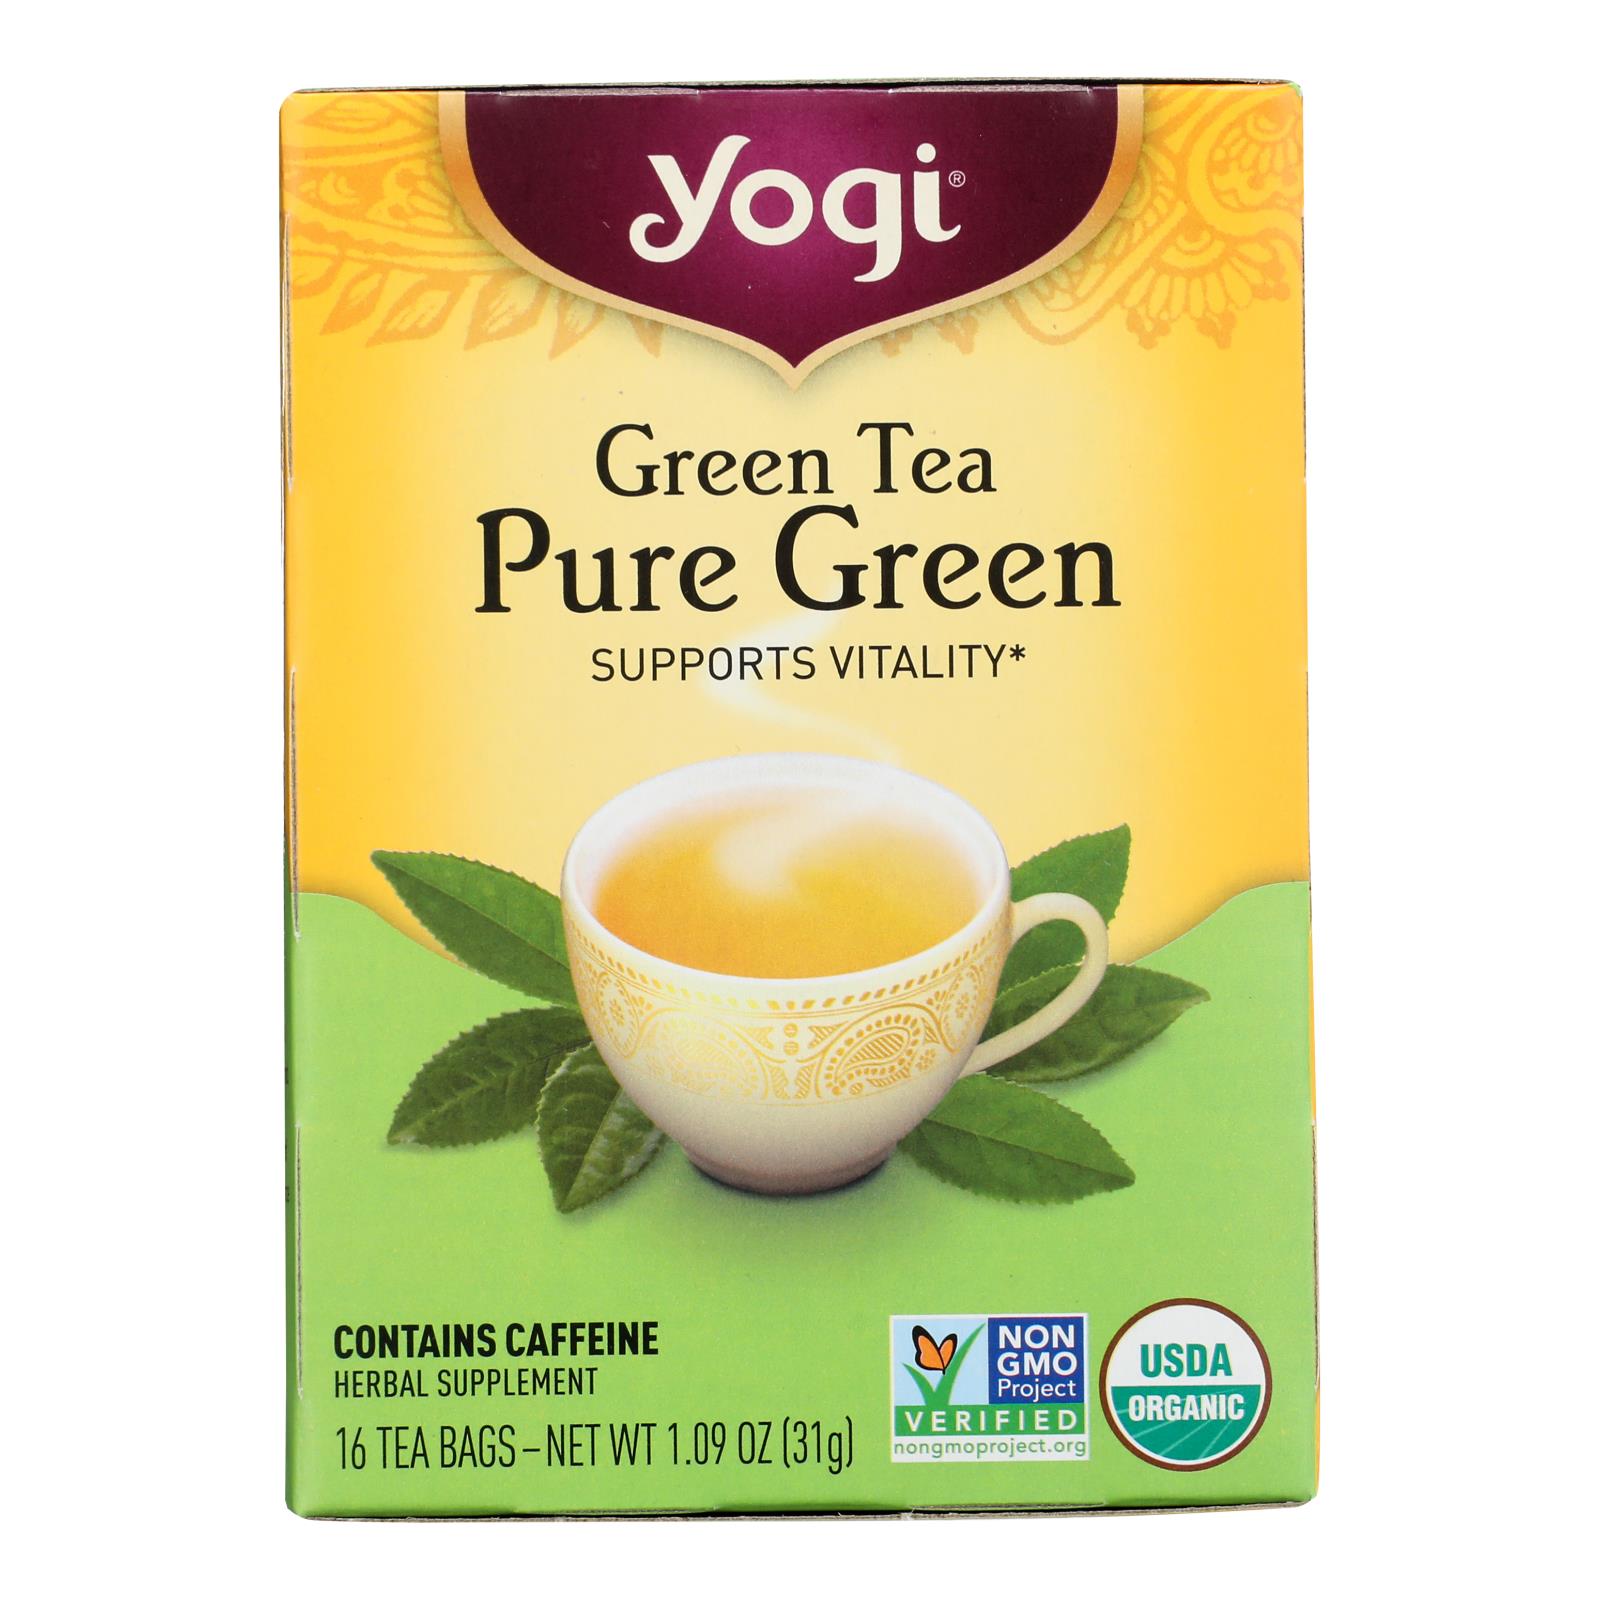 yogi®
Green Tea
Pure Green
SUPPORTS VITALITY*
CONTAINS CAFFEINE
HERBAL SUPPLEMENT
16 TEA BAGS – NET WT 1.09 OZ (31g)
NON
GMO
Project
VERIFIED
nongmoproject.org
USDA
ORGANIC